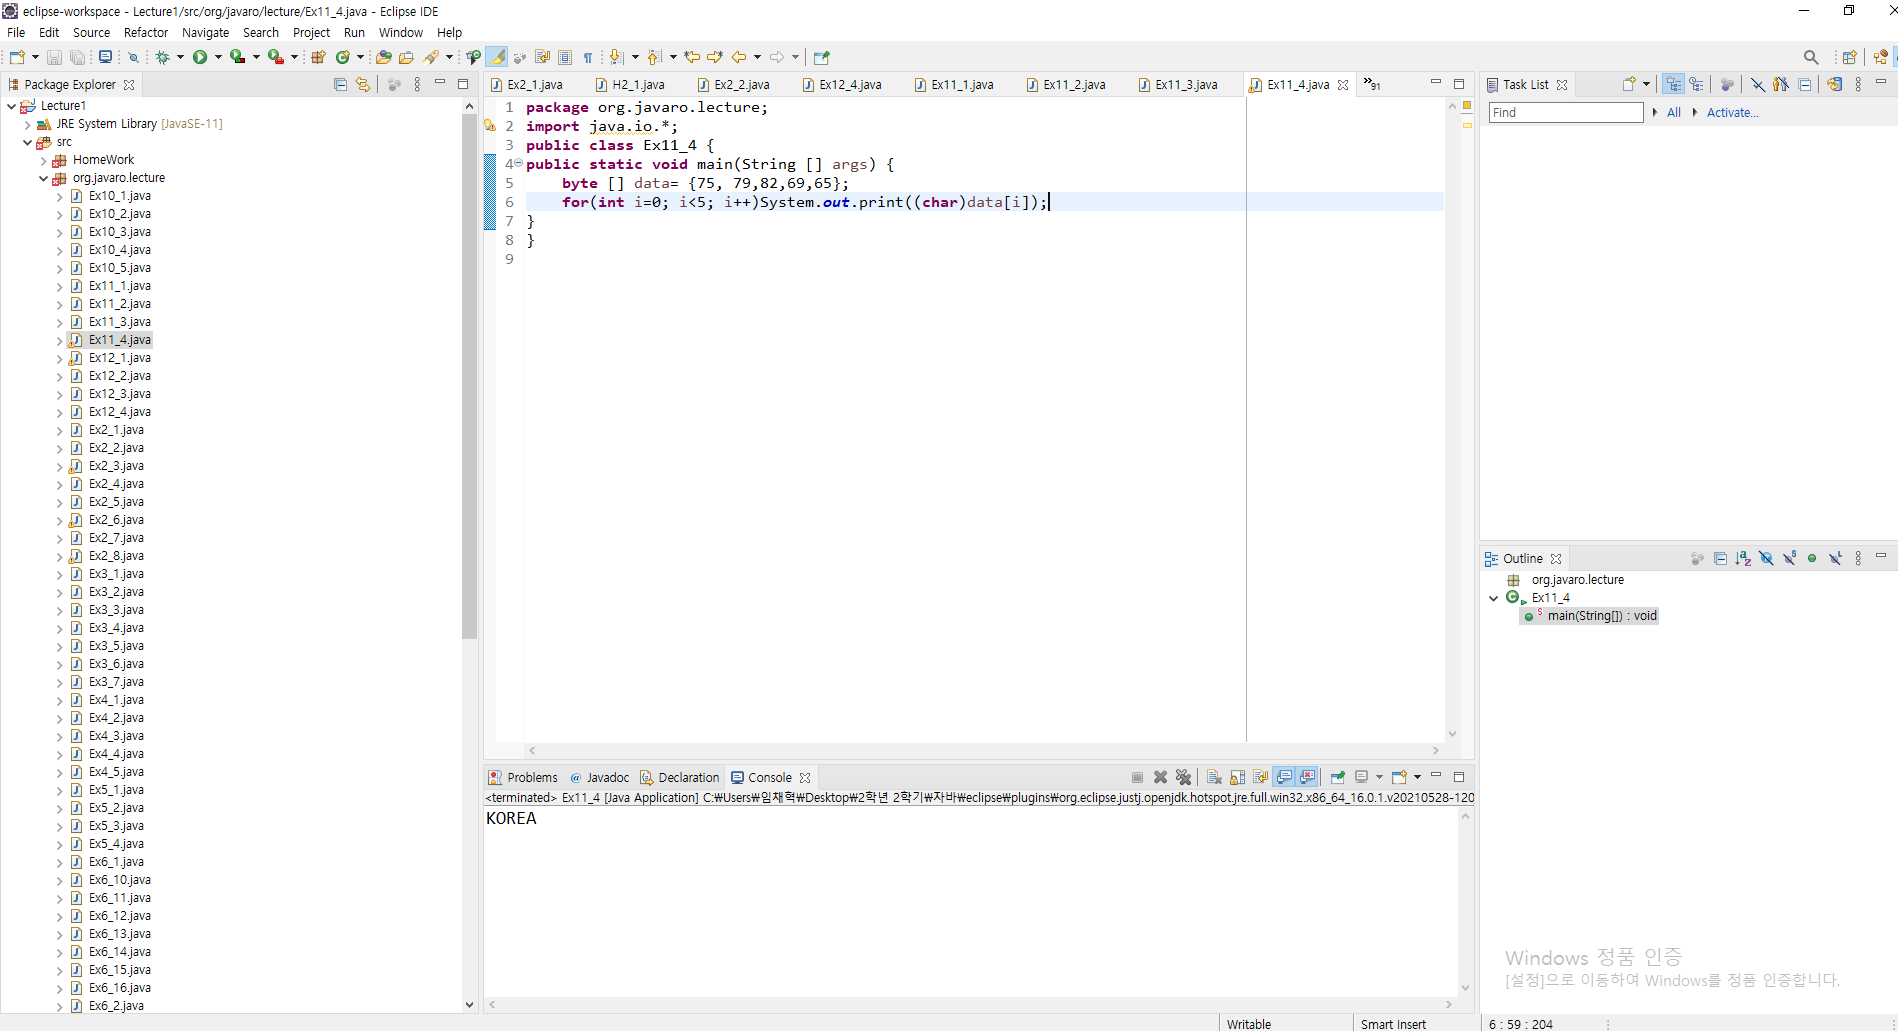 eclipse-workspace - Lecture1/src/org/javaro/lecture/Ex11_4.java - Eclipse IDE
File Edit Source Refactor Navigate Search Project Run Window Help
Package Explorer
Lecture1
JRE System Library [JavaSE-11]
src
HomeWork
org.javaro.lecture
Ex10_1.java
Ex10_2.java
Ex10_3.java
Ex10_4.java
Ex10_5.java
Ex11_1.java
Ex11_2.java
Ex11_3.java
Ex11_4.java
Ex12_1.java
Ex12_2.java
Ex12_3.java
Ex12_4.java
Ex2_1.java
Ex2_2.java
Ex2_3.java
Ex2_4.java
Ex2_5.java
Ex2_6.java
Ex2_7.java
Ex2_8.java
Ex3_1.java
Ex3_2.java
Ex3_3.java
Ex3_4.java
Ex3_5.java
Ex3_6.java
Ex3_7.java
Ex4_1.java
Ex4_2.java
Ex4_3.java
Ex4_4.java
Ex4_5.java
Ex5_1.java
Ex5_2.java
Ex5_3.java
Ex5_4.java
Ex6_1.java
Ex6_10.java
Ex6_11.java
Ex6_12.java
Ex6_13.java
Ex6_14.java
Ex6_15.java
Ex6_16.java
Ex6_2.java
Ex2_1.java H2_1.java Ex2_2.java Ex12_4.java Ex11_1.java Ex11_2.java Ex11_3.java Ex11_4.java »91
1 package org.javaro.lecture;
2 import java.io.*;
3 public class Ex11_4 {
4 public static void main(String [] args) {
5 byte [] data= {75, 79,82,69,65};
6 for(int i=0; i<5; i++)System.out.print((char)data[i]);
7 }
8 }
9
Problems @ Javadoc Declaration Console
<terminated> Ex11_4 [Java Application] C:₩Users₩임채혁₩Desktop₩2학년 2학기₩자바₩eclipse₩plugins₩org.eclipse.justj.openjdk.hotspot.jre.full.win32.x86_64_16.0.1.v20210528-120
KOREA
Task List
Find All Activate...
Outline
org.javaro.lecture
Ex11_4
main(String[]) : void
Windows 정품 인증
[설정]으로 이동하여 Windows를 정품 인증합니다.
Writable Smart Insert 6 : 59 : 204